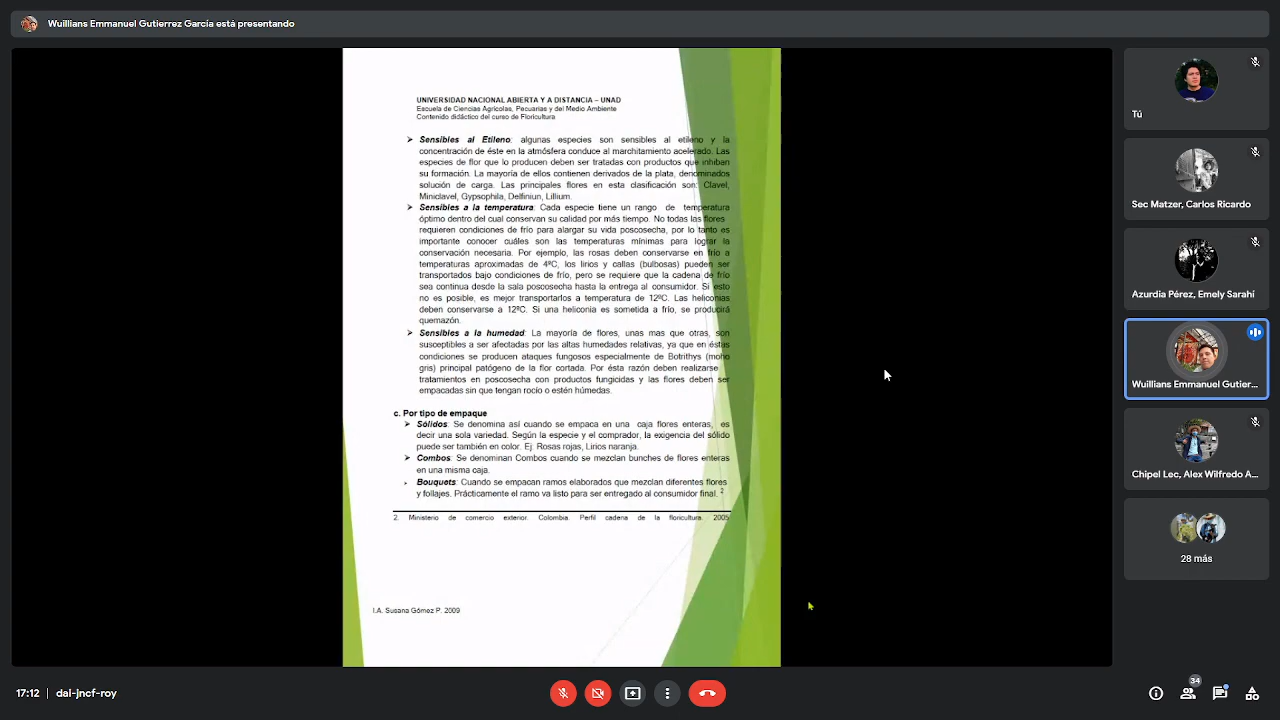 Wuillians Emmanuel Gutierrez García está presentando
UNIVERSIDAD NACIONAL ABIERTA Y A DISTANCIA – UNAD
Escuela de Ciencias Agrícolas, Pecuarias y del Medio Ambiente
Contenido didáctico del curso de Floricultura
➢ Sensibles al Etileno: algunas especies son sensibles al etileno y la
concentración de éste en la atmósfera conduce al marchitamiento acelerado. Las
especies de flor que lo producen deben ser tratadas con productos que inhiban
su formación. La mayoría de ellos contienen derivados de la plata, denominados
solución de carga. Las principales flores en esta clasificación son: Clavel,
Miniclavel, Gypsophila, Delfiniun, Lillium.
➢ Sensibles a la temperatura: Cada especie tiene un rango de temperatura
óptimo dentro del cual conservan su calidad por más tiempo. No todas las flores
requieren condiciones de frío para alargar su vida poscosecha, por lo tanto es
importante conocer cuáles son las temperaturas mínimas para lograr la
conservación necesaria. Por ejemplo, las rosas deben conservarse en frío a
temperaturas aproximadas de 4ºC, los lirios y callas (bulbosas) pueden ser
transportados bajo condiciones de frío, pero se requiere que la cadena de frío
sea continua desde la sala poscosecha hasta la entrega al consumidor. Si esto
no es posible, es mejor transportarlos a temperatura de 12ºC. Las heliconias
deben conservarse a 12ºC. Si una heliconia es sometida a frío, se producirá
quemazón.
➢ Sensibles a la humedad: La mayoría de flores, unas mas que otras, son
susceptibles a ser afectadas por las altas humedades relativas, ya que en éstas
condiciones se producen ataques fungosos especialmente de Botrithys (moho
gris) principal patógeno de la flor cortada. Por ésta razón deben realizarse
tratamientos en poscosecha con productos fungicidas y las flores deben ser
empacadas sin que tengan rocío o estén húmedas.
c. Por tipo de empaque
➢ Sólidos: Se denomina así cuando se empaca en una caja flores enteras, es
decir una sola variedad. Según la especie y el comprador, la exigencia del sólido
puede ser también en color. Ej: Rosas rojas, Lirios naranja.
➢ Combos: Se denominan Combos cuando se mezclan bunches de flores enteras
en una misma caja.
➢ Bouquets: Cuando se empacan ramos elaborados que mezclan diferentes flores
y follajes. Prácticamente el ramo va listo para ser entregado al consumidor final. 2
2. Ministerio de comercio exterior. Colombia. Perfil cadena de la floricultura. 2005
I.A. Susana Gómez P. 2009
Tú
Sec Matzer, Carlos Ricardo
Azurdia Pérez, Emely Sarahi
Wuillians Emmanuel Gutier...
Chipel Lec, Alex Wilfredo A...
28 más
17:12 | dal-jncf-roy
34